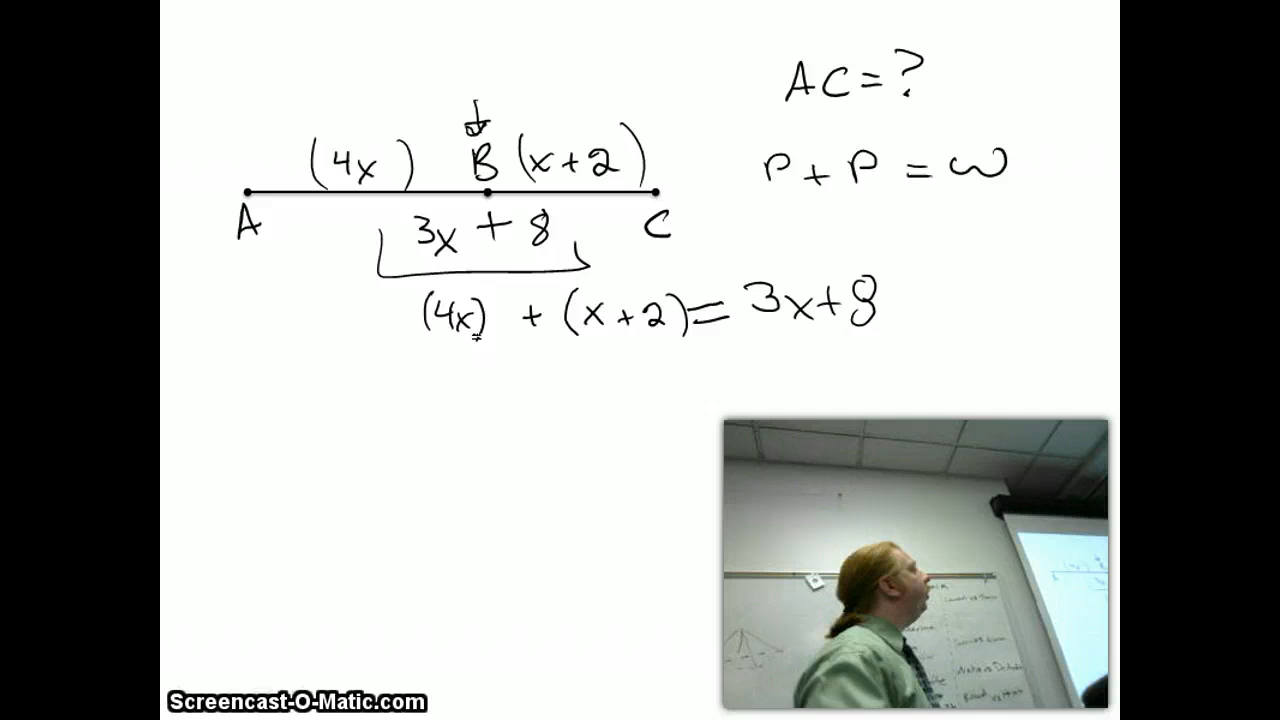 AC = ?
(4x) B (x+2)
P + P = W
A C
3x + 8
(4x) + (x+2) = 3x+8
Screencast-O-Matic.com